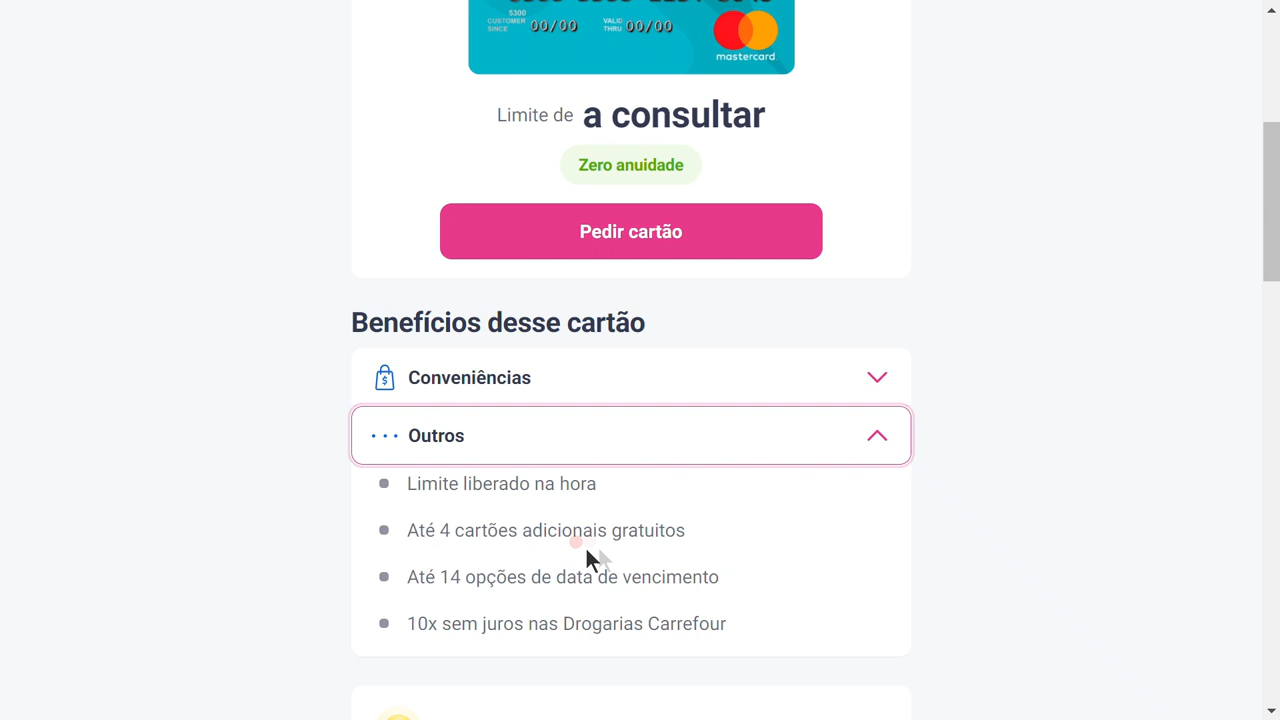 5300
CUSTOMER SINCE 00/00 VALID THRU 00/00
mastercard
Limite de a consultar
Zero anuidade
Pedir cartão
Benefícios desse cartão
Conveniências
Outros
Limite liberado na hora
Até 4 cartões adicionais gratuitos
Até 14 opções de data de vencimento
10x sem juros nas Drogarias Carrefour